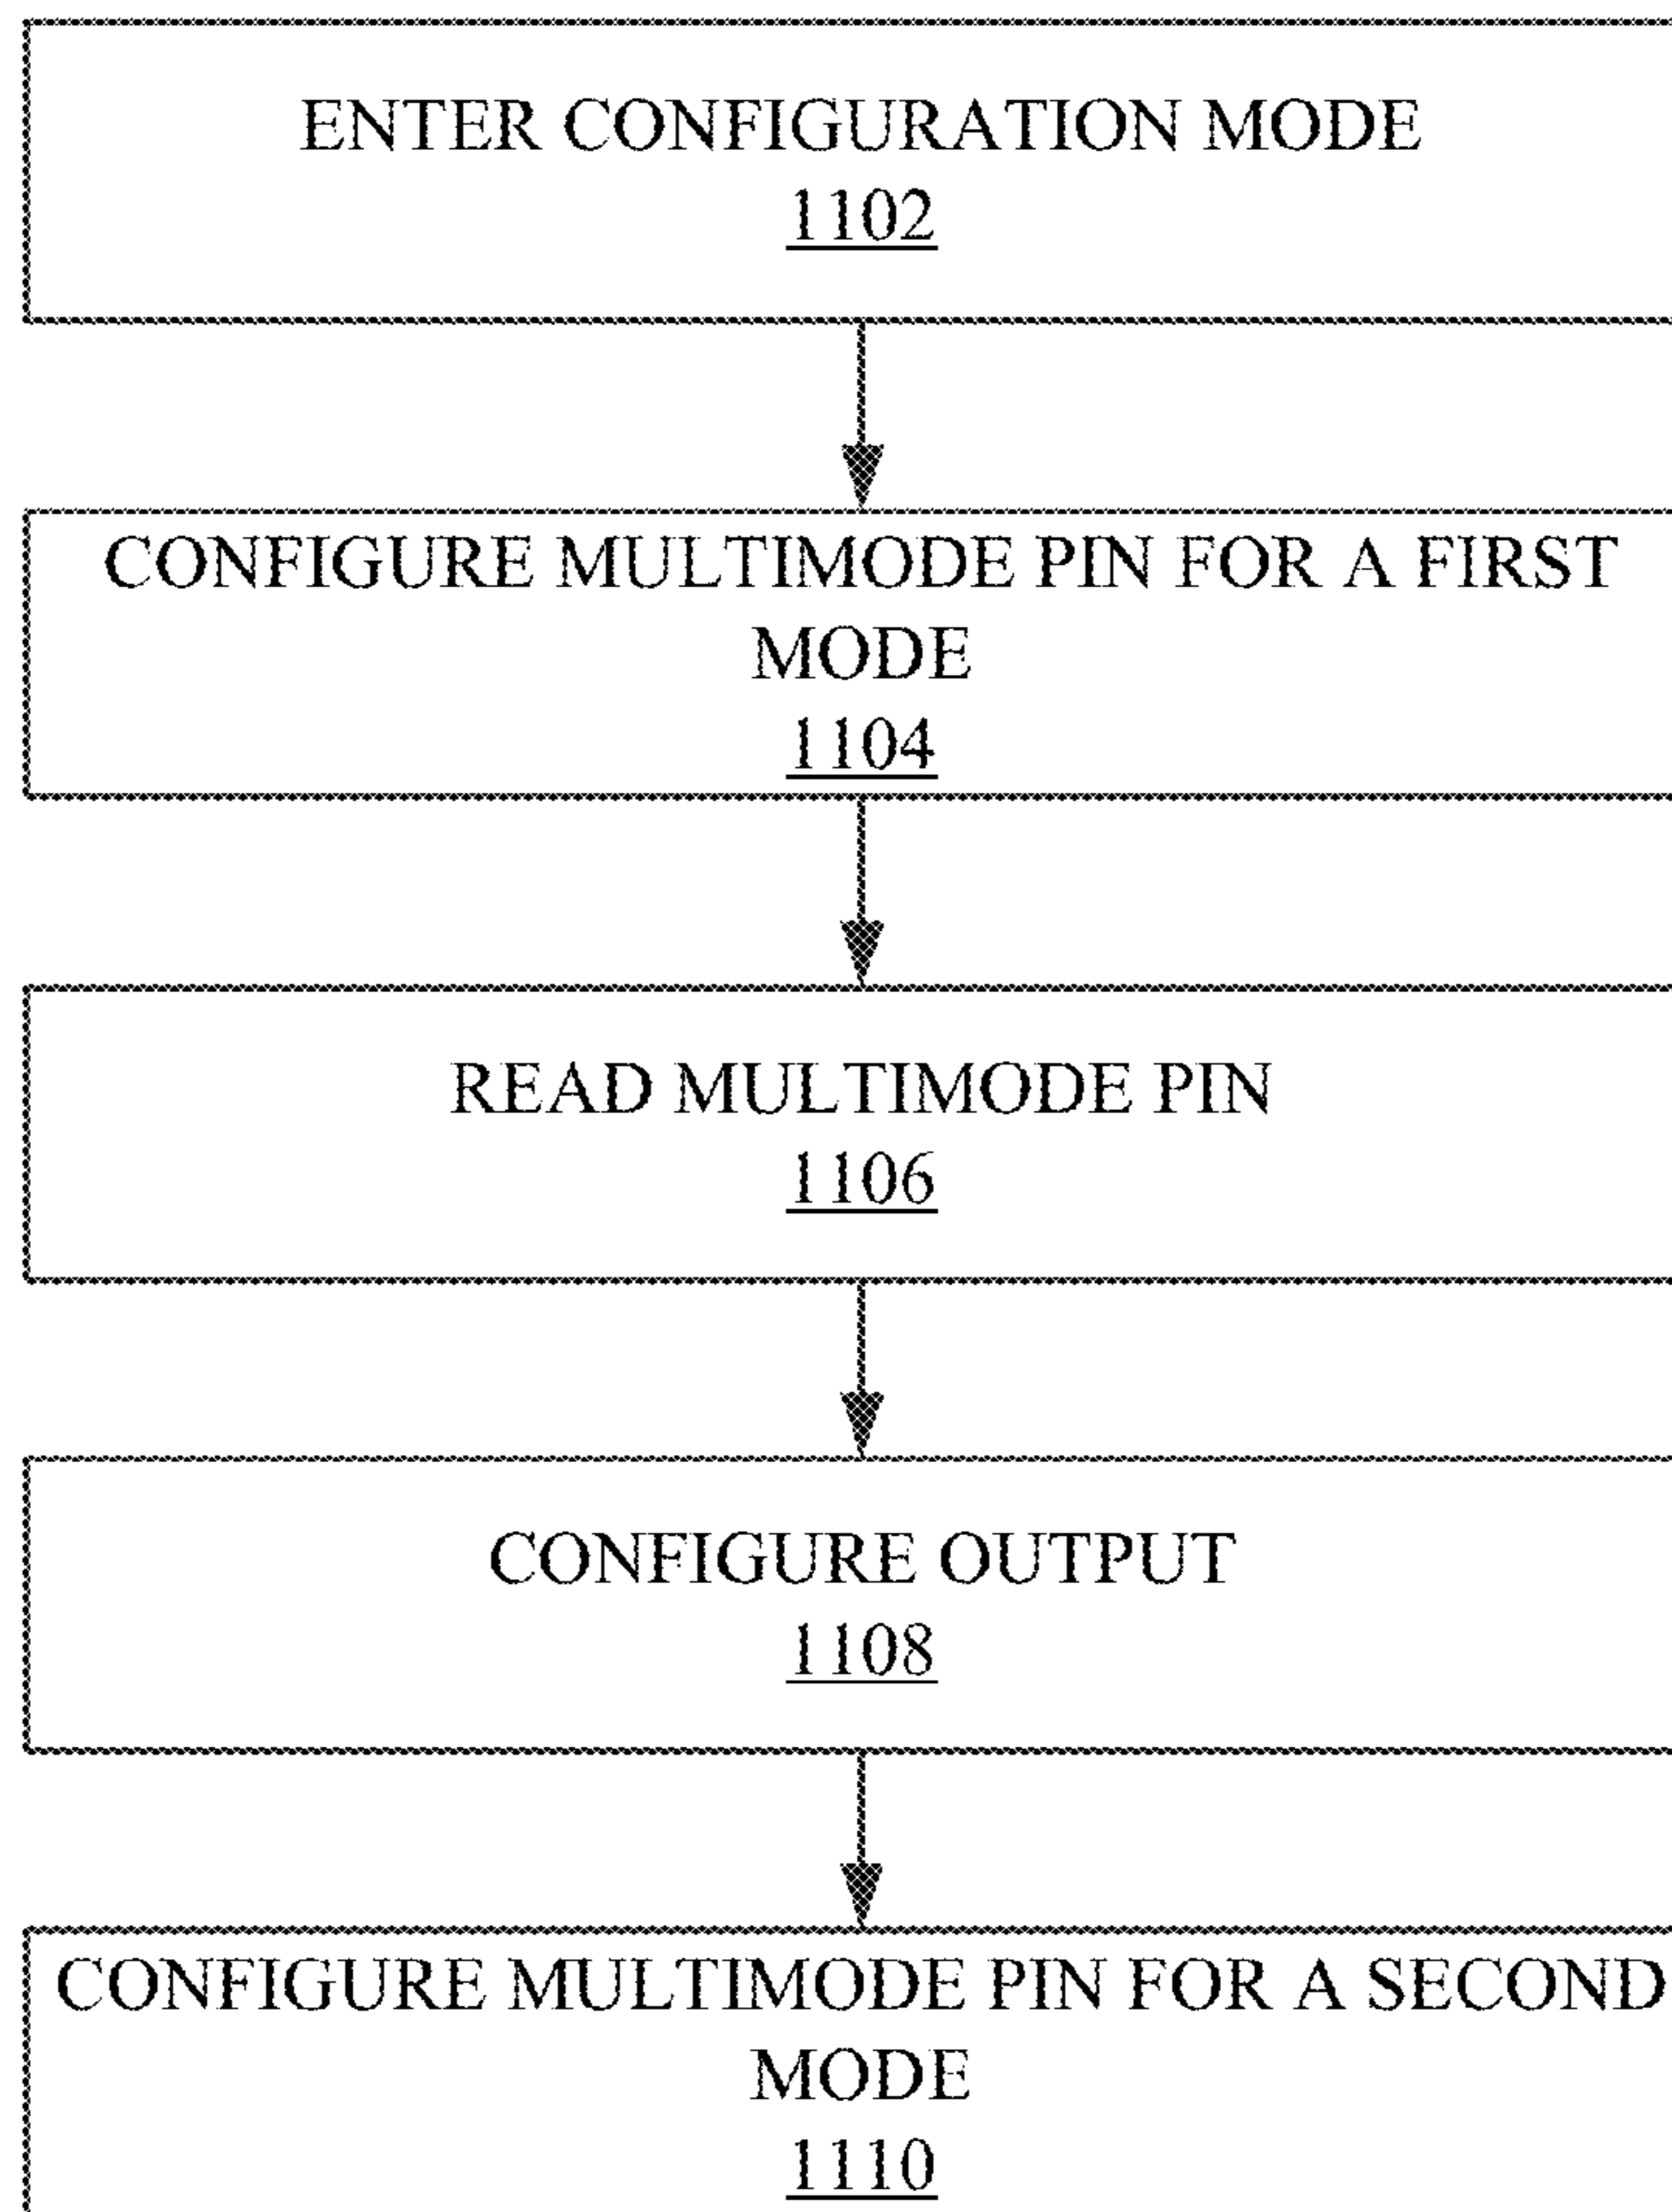 ENTER CONFIGURATION MODE
1102
CONFIGURE MULTIMODE PIN FOR A FIRST
MODE
1104
READ MULTIMODE PIN
1106
CONFIGURE OUTPUT
1108
CONFIGURE MULTIMODE PIN FOR A SECOND
MODE
1110